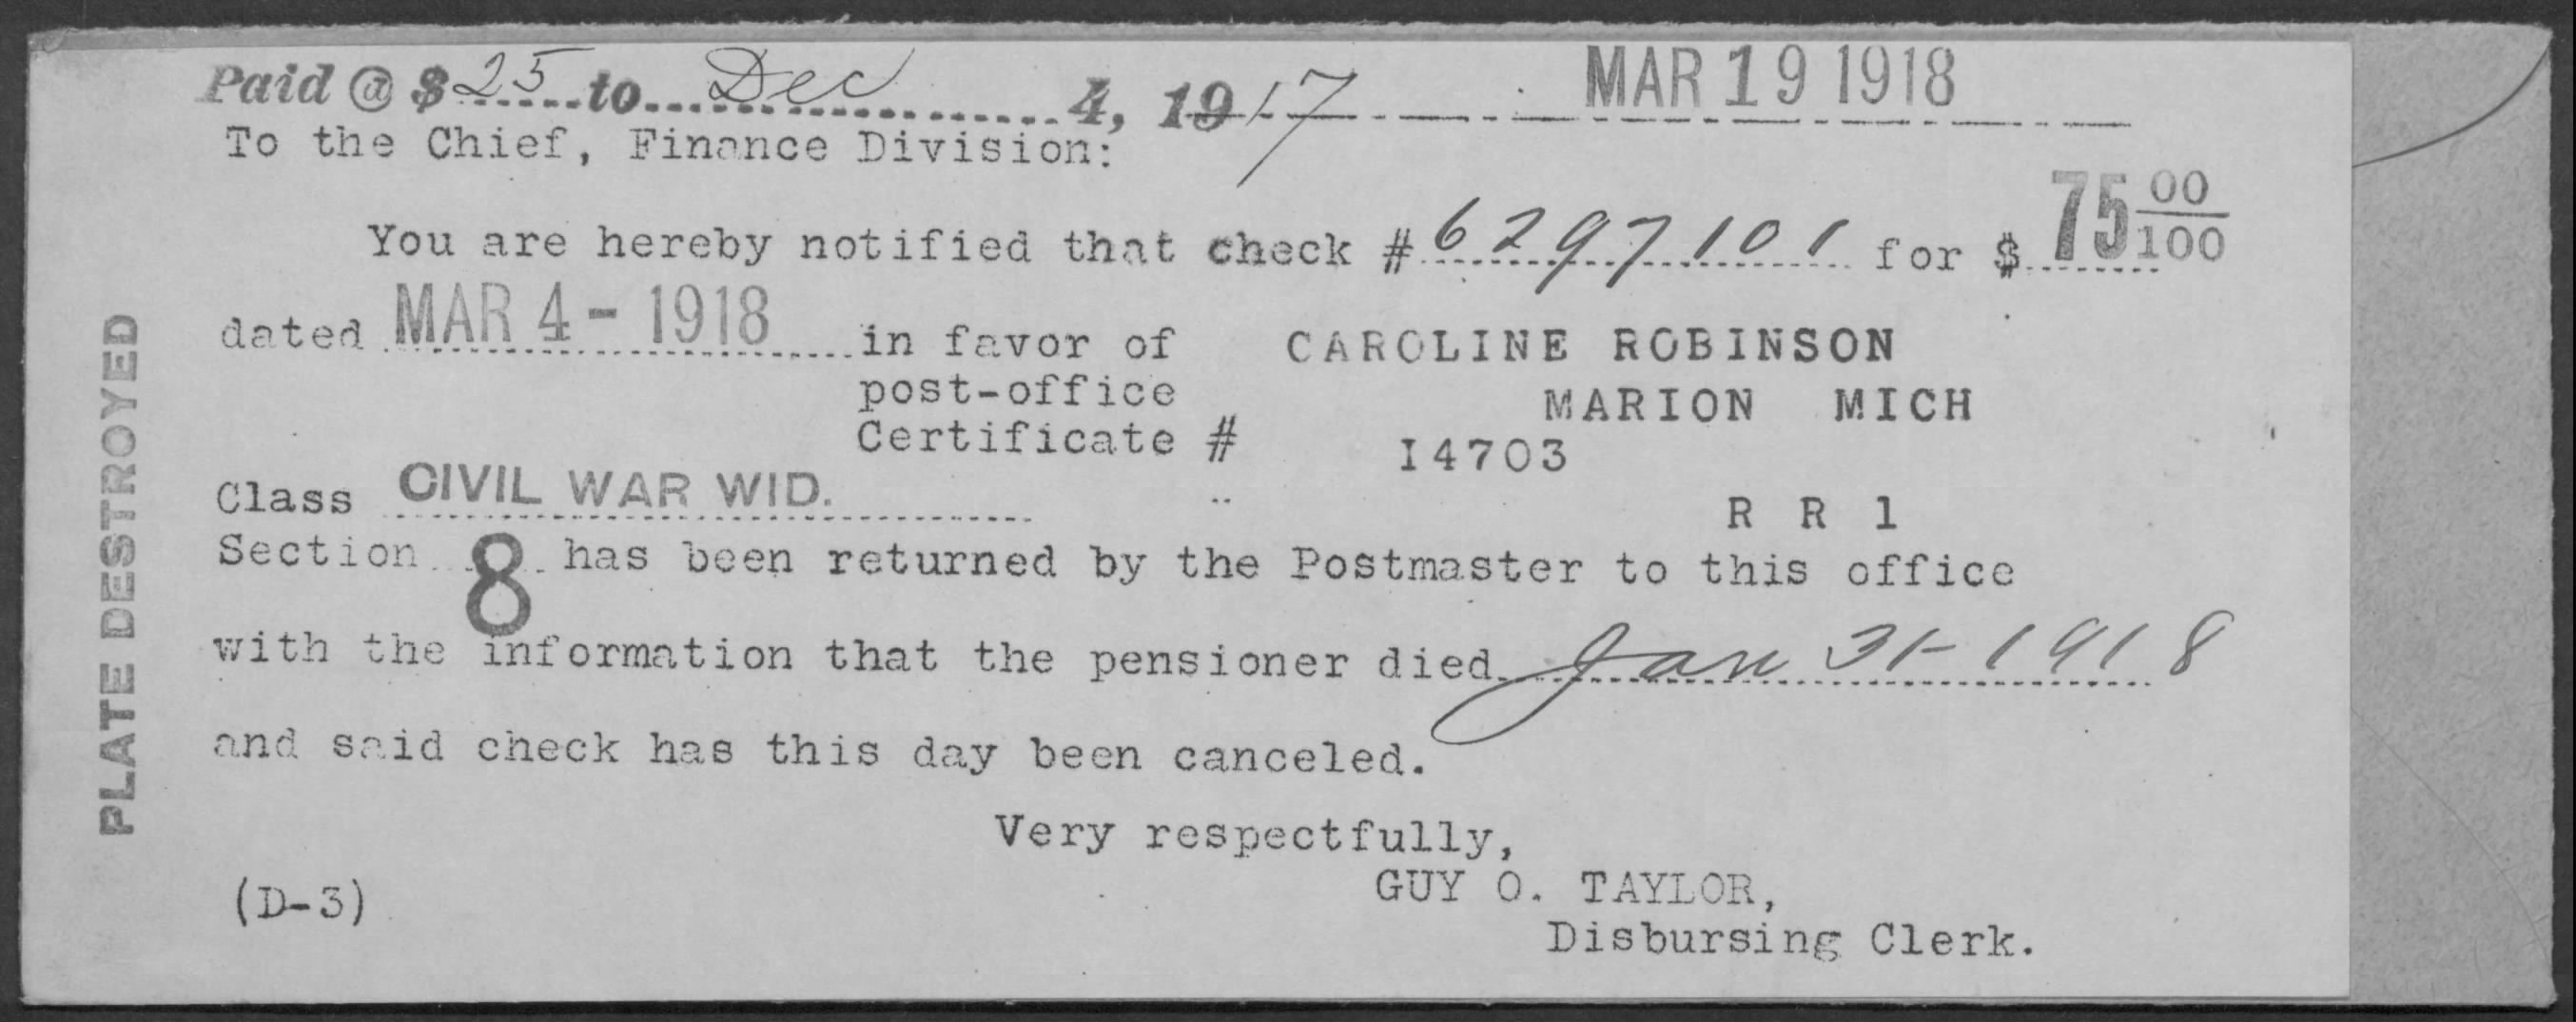 Paid @ $ 25 to Dec 4, 1917 MAR 19 1918
To the Chief, Finance Division:
You are hereby notified that check # 6297101 for $ 75 00/100
dated MAR 4 - 1918 in favor of CAROLINE ROBINSON
post-office MARION MICH
Certificate # I4703
Class CIVIL WAR WID.
R R 1
Section 8 has been returned by the Postmaster to this office
with the information that the pensioner died Jan 31-1918
and said check has this day been canceled.
Very respectfully,
GUY O. TAYLOR,
(D-3)
Disbursing Clerk.
PLATE DESTROYED